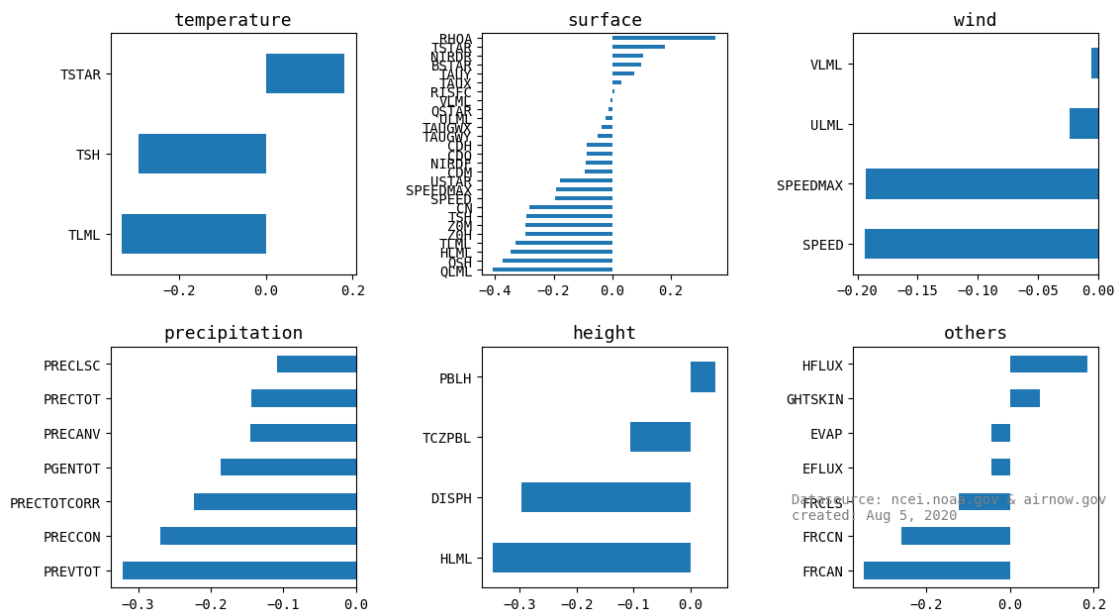 temperature
TSTAR
TSH
TLML
−0.2 0.0 0.2
surface
RHOA
TSTAR
NIRDR
BSTAR
TAUY
TAUX
RISFC
VLML
QSTAR
ULML
TAUGWX
TAUGWY
CDH
CDQ
NIRDF
CDM
USTAR
SPEEDMAX
SPEED
CN
TSH
Z0M
Z0H
TLML
HLML
QSH
QLML
−0.4 −0.2 0.0 0.2
wind
VLML
ULML
SPEEDMAX
SPEED
−0.20 −0.15 −0.10 −0.05 0.00
precipitation
PRECLSC
PRECTOT
PRECANV
PGENTOT
PRECTOTCORR
PRECCON
PREVTOT
−0.3 −0.2 −0.1 0.0
height
PBLH
TCZPBL
DISPH
HLML
−0.3 −0.2 −0.1 0.0
others
HFLUX
GHTSKIN
EVAP
EFLUX
FRCLS
FRCCN
FRCAN
−0.2 0.0 0.2
Datasource: ncei.noaa.gov & airnow.gov
created: Aug 5, 2020